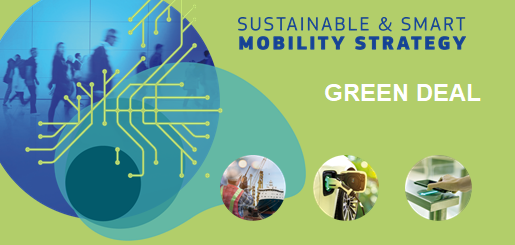 SUSTAINABLE & SMART
MOBILITY STRATEGY
GREEN DEAL